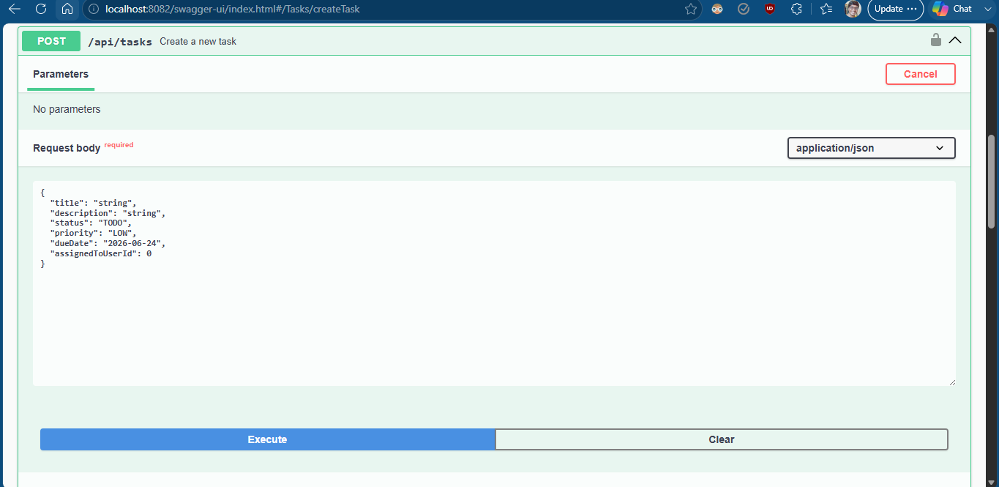 localhost:8082/swagger-ui/index.html#/Tasks/createTask
UD
Update
Chat
POST /api/tasks Create a new task
Parameters
Cancel
No parameters
Request body required
application/json
{
  "title": "string",
  "description": "string",
  "status": "TODO",
  "priority": "LOW",
  "dueDate": "2026-06-24",
  "assignedToUserId": 0
}
Execute
Clear